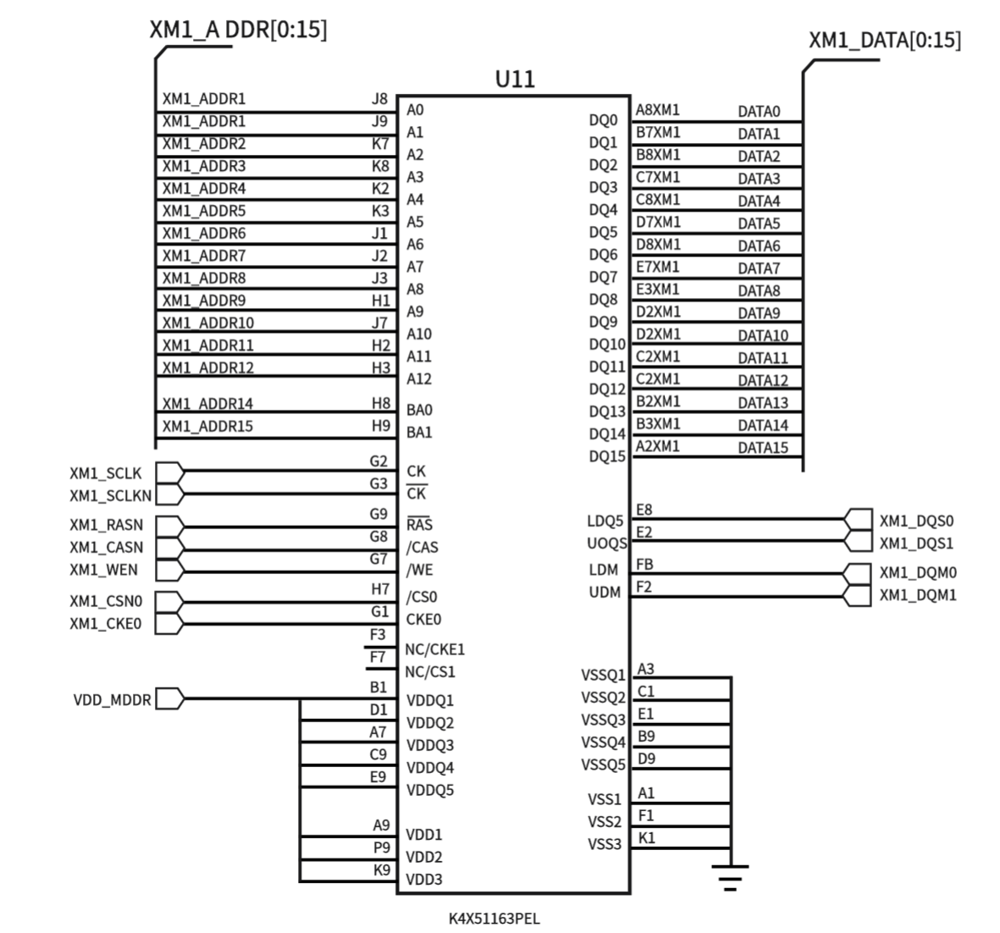 XM1_A DDR[0:15]
XM1_DATA[0:15]
U11
XM1_ADDR1 J8 A0
XM1_ADDR1 J9 A1
XM1_ADDR2 K7 A2
XM1_ADDR3 K8 A3
XM1_ADDR4 K2 A4
XM1_ADDR5 K3 A5
XM1_ADDR6 J1 A6
XM1_ADDR7 J2 A7
XM1_ADDR8 J3 A8
XM1_ADDR9 H1 A9
XM1_ADDR10 J7 A10
XM1_ADDR11 H2 A11
XM1_ADDR12 H3 A12
XM1_ADDR14 H8 BA0
XM1_ADDR15 H9 BA1
XM1_SCLK G2 CK
XM1_SCLKN G3 CK
XM1_RASN G9 RAS
XM1_CASN G8 /CAS
XM1_WEN G7 /WE
XM1_CSN0 H7 /CS0
XM1_CKE0 G1 CKE0
F3 NC/CKE1
F7 NC/CS1
VDD_MDDR B1 VDDQ1
D1 VDDQ2
A7 VDDQ3
C9 VDDQ4
E9 VDDQ5
A9 VDD1
P9 VDD2
K9 VDD3
DQ0 A8XM1 DATA0
DQ1 B7XM1 DATA1
DQ2 B8XM1 DATA2
DQ3 C7XM1 DATA3
DQ4 C8XM1 DATA4
DQ5 D7XM1 DATA5
DQ6 D8XM1 DATA6
DQ7 E7XM1 DATA7
DQ8 E3XM1 DATA8
DQ9 D2XM1 DATA9
DQ10 D2XM1 DATA10
DQ11 C2XM1 DATA11
DQ12 C2XM1 DATA12
DQ13 B2XM1 DATA13
DQ14 B3XM1 DATA14
DQ15 A2XM1 DATA15
LDQ5 E8 XM1_DQS0
UOQS E2 XM1_DQS1
LDM FB XM1_DQM0
UDM F2 XM1_DQM1
VSSQ1 A3
VSSQ2 C1
VSSQ3 E1
VSSQ4 B9
VSSQ5 D9
VSS1 A1
VSS2 F1
VSS3 K1
K4X51163PEL